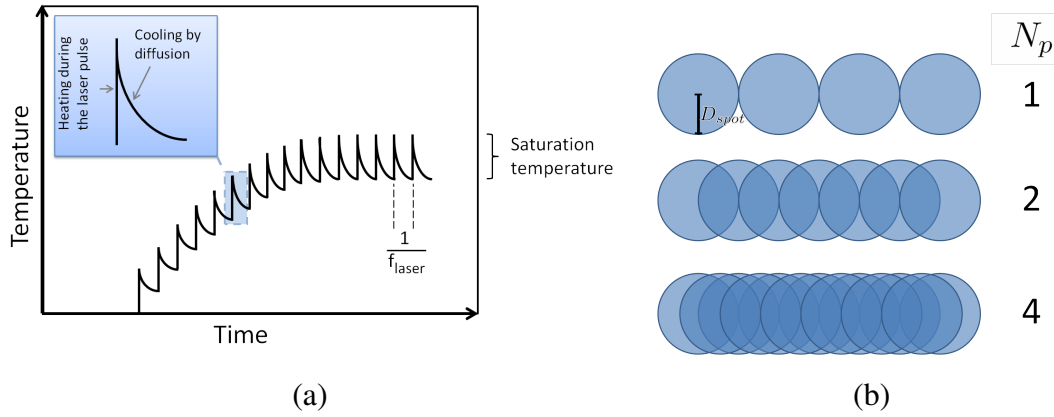 Heating during
the laser pulse
Cooling by
diffusion
Temperature
Time
Saturation
temperature
1
f_laser
(a)
N_p
1
D_spot
2
4
(b)